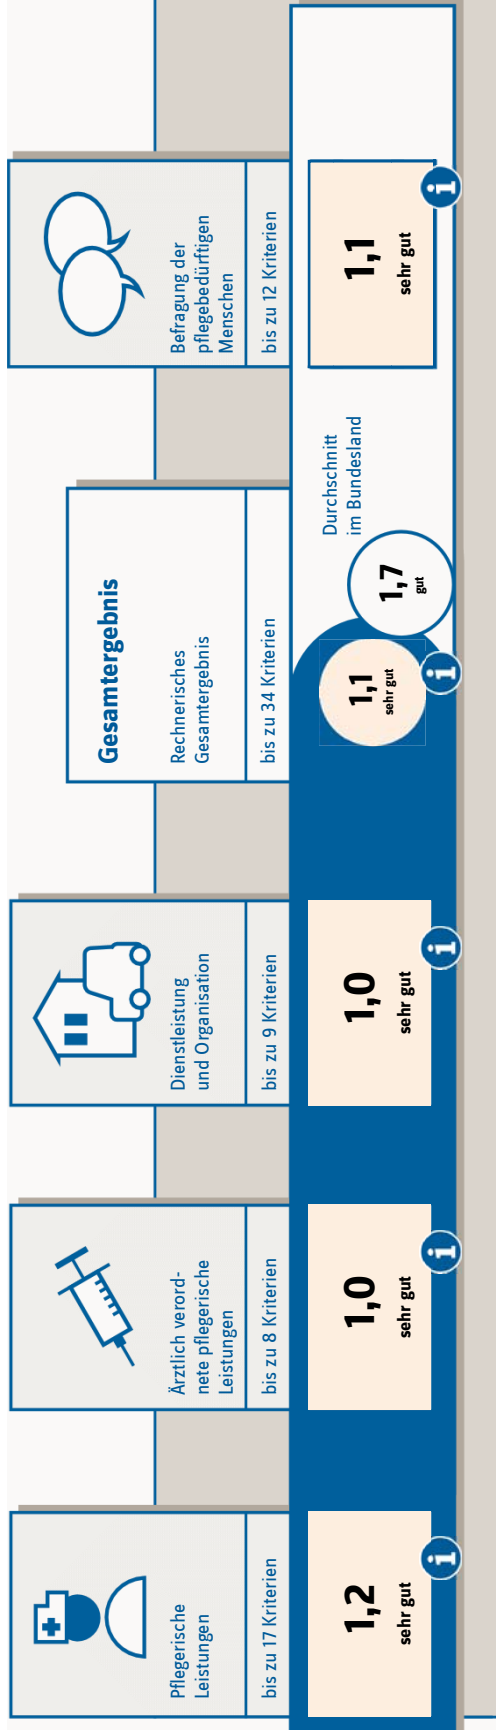 Pflegerische
Leistungen
bis zu 17 Kriterien
1,2
sehr gut
Ärztlich verord-
nete pflegerische
Leistungen
bis zu 8 Kriterien
1,0
sehr gut
Dienstleistung
und Organisation
bis zu 9 Kriterien
1,0
sehr gut
Gesamtergebnis
Rechnerisches
Gesamtergebnis
bis zu 34 Kriterien
1,1
sehr gut
1,7
gut
Durchschnitt
im Bundesland
Befragung der
pflegebedürftigen
Menschen
bis zu 12 Kriterien
1,1
sehr gut